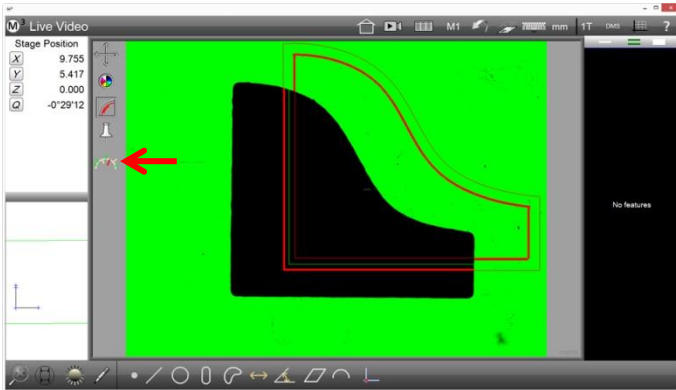 M³ Live Video
M1 mm 1T DMS ?
Stage Position
X 9.755
Y 5.417
Z 0.000
Q -0°29'12
No features